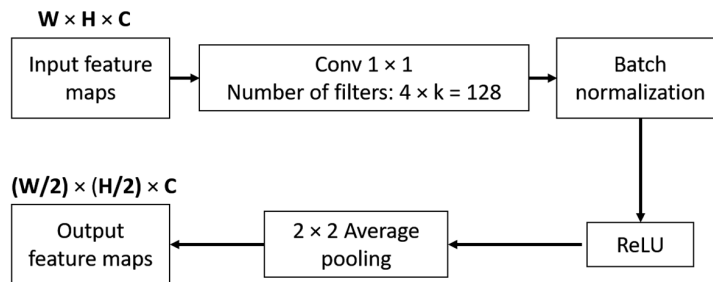 W × H × C
Input feature
maps
Conv 1 × 1
Number of filters: 4 × k = 128
Batch
normalization
ReLU
2 × 2 Average
pooling
(W/2) × (H/2) × C
Output
feature maps